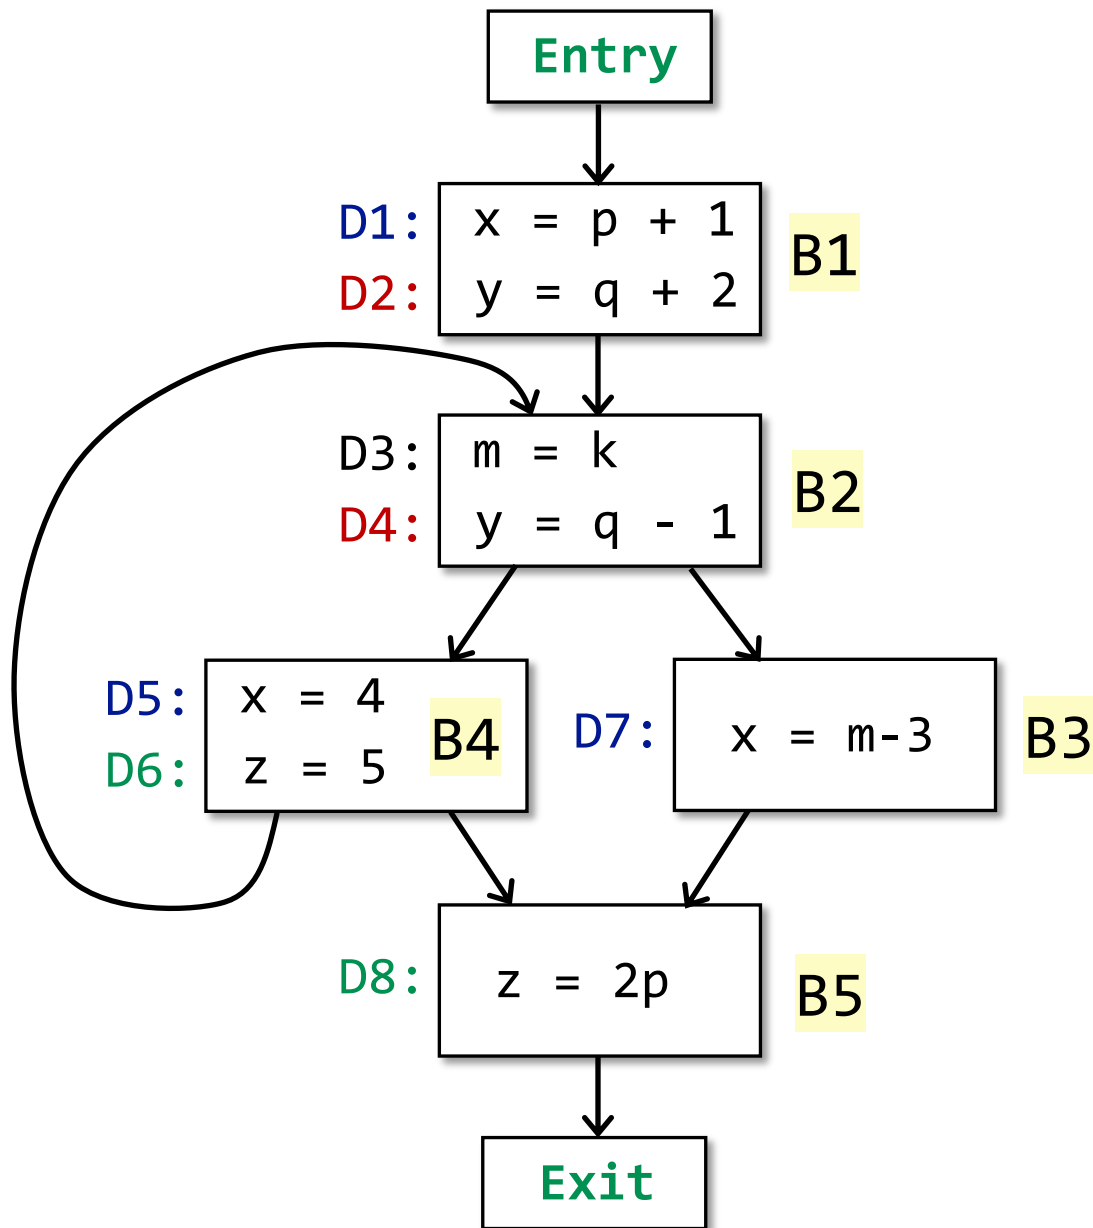 Entry
D1: x = p + 1
B1
D2: y = q + 2
D3: m = k
B2
D4: y = q - 1
D5: x = 4
B4
D6: z = 5
D7: x = m-3
B3
D8: z = 2p
B5
Exit